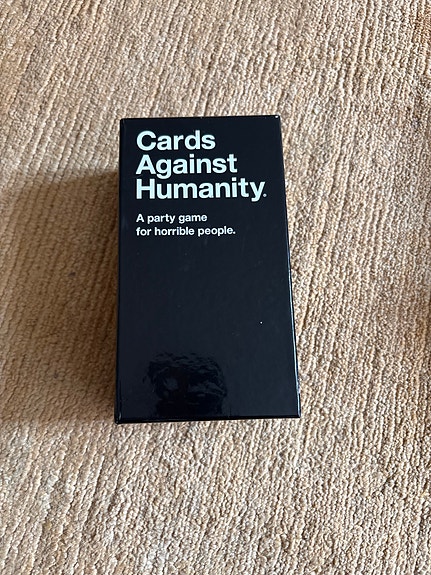 Cards
Against
Humanity.
A party game
for horrible people.